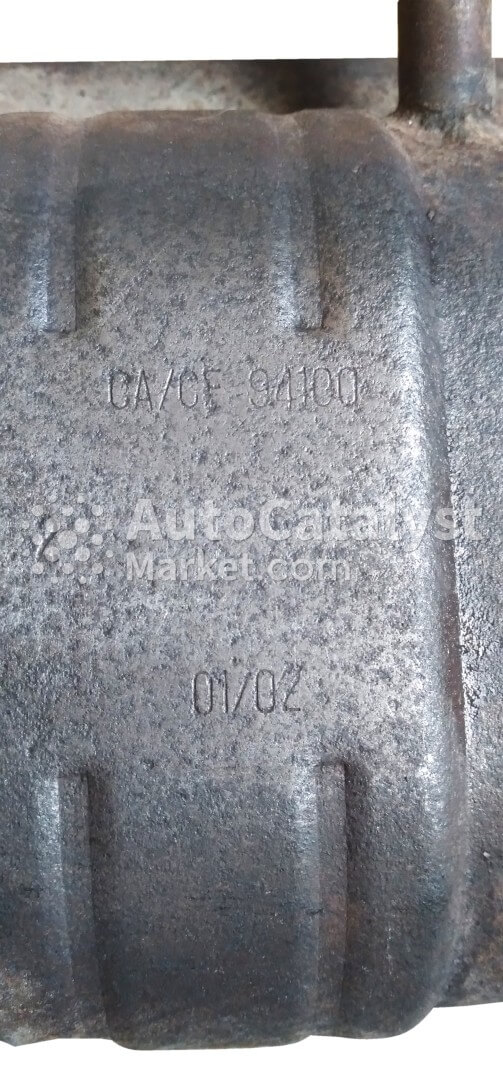 CA/CF 94100
AutoCatalyst
Market.com
01/02